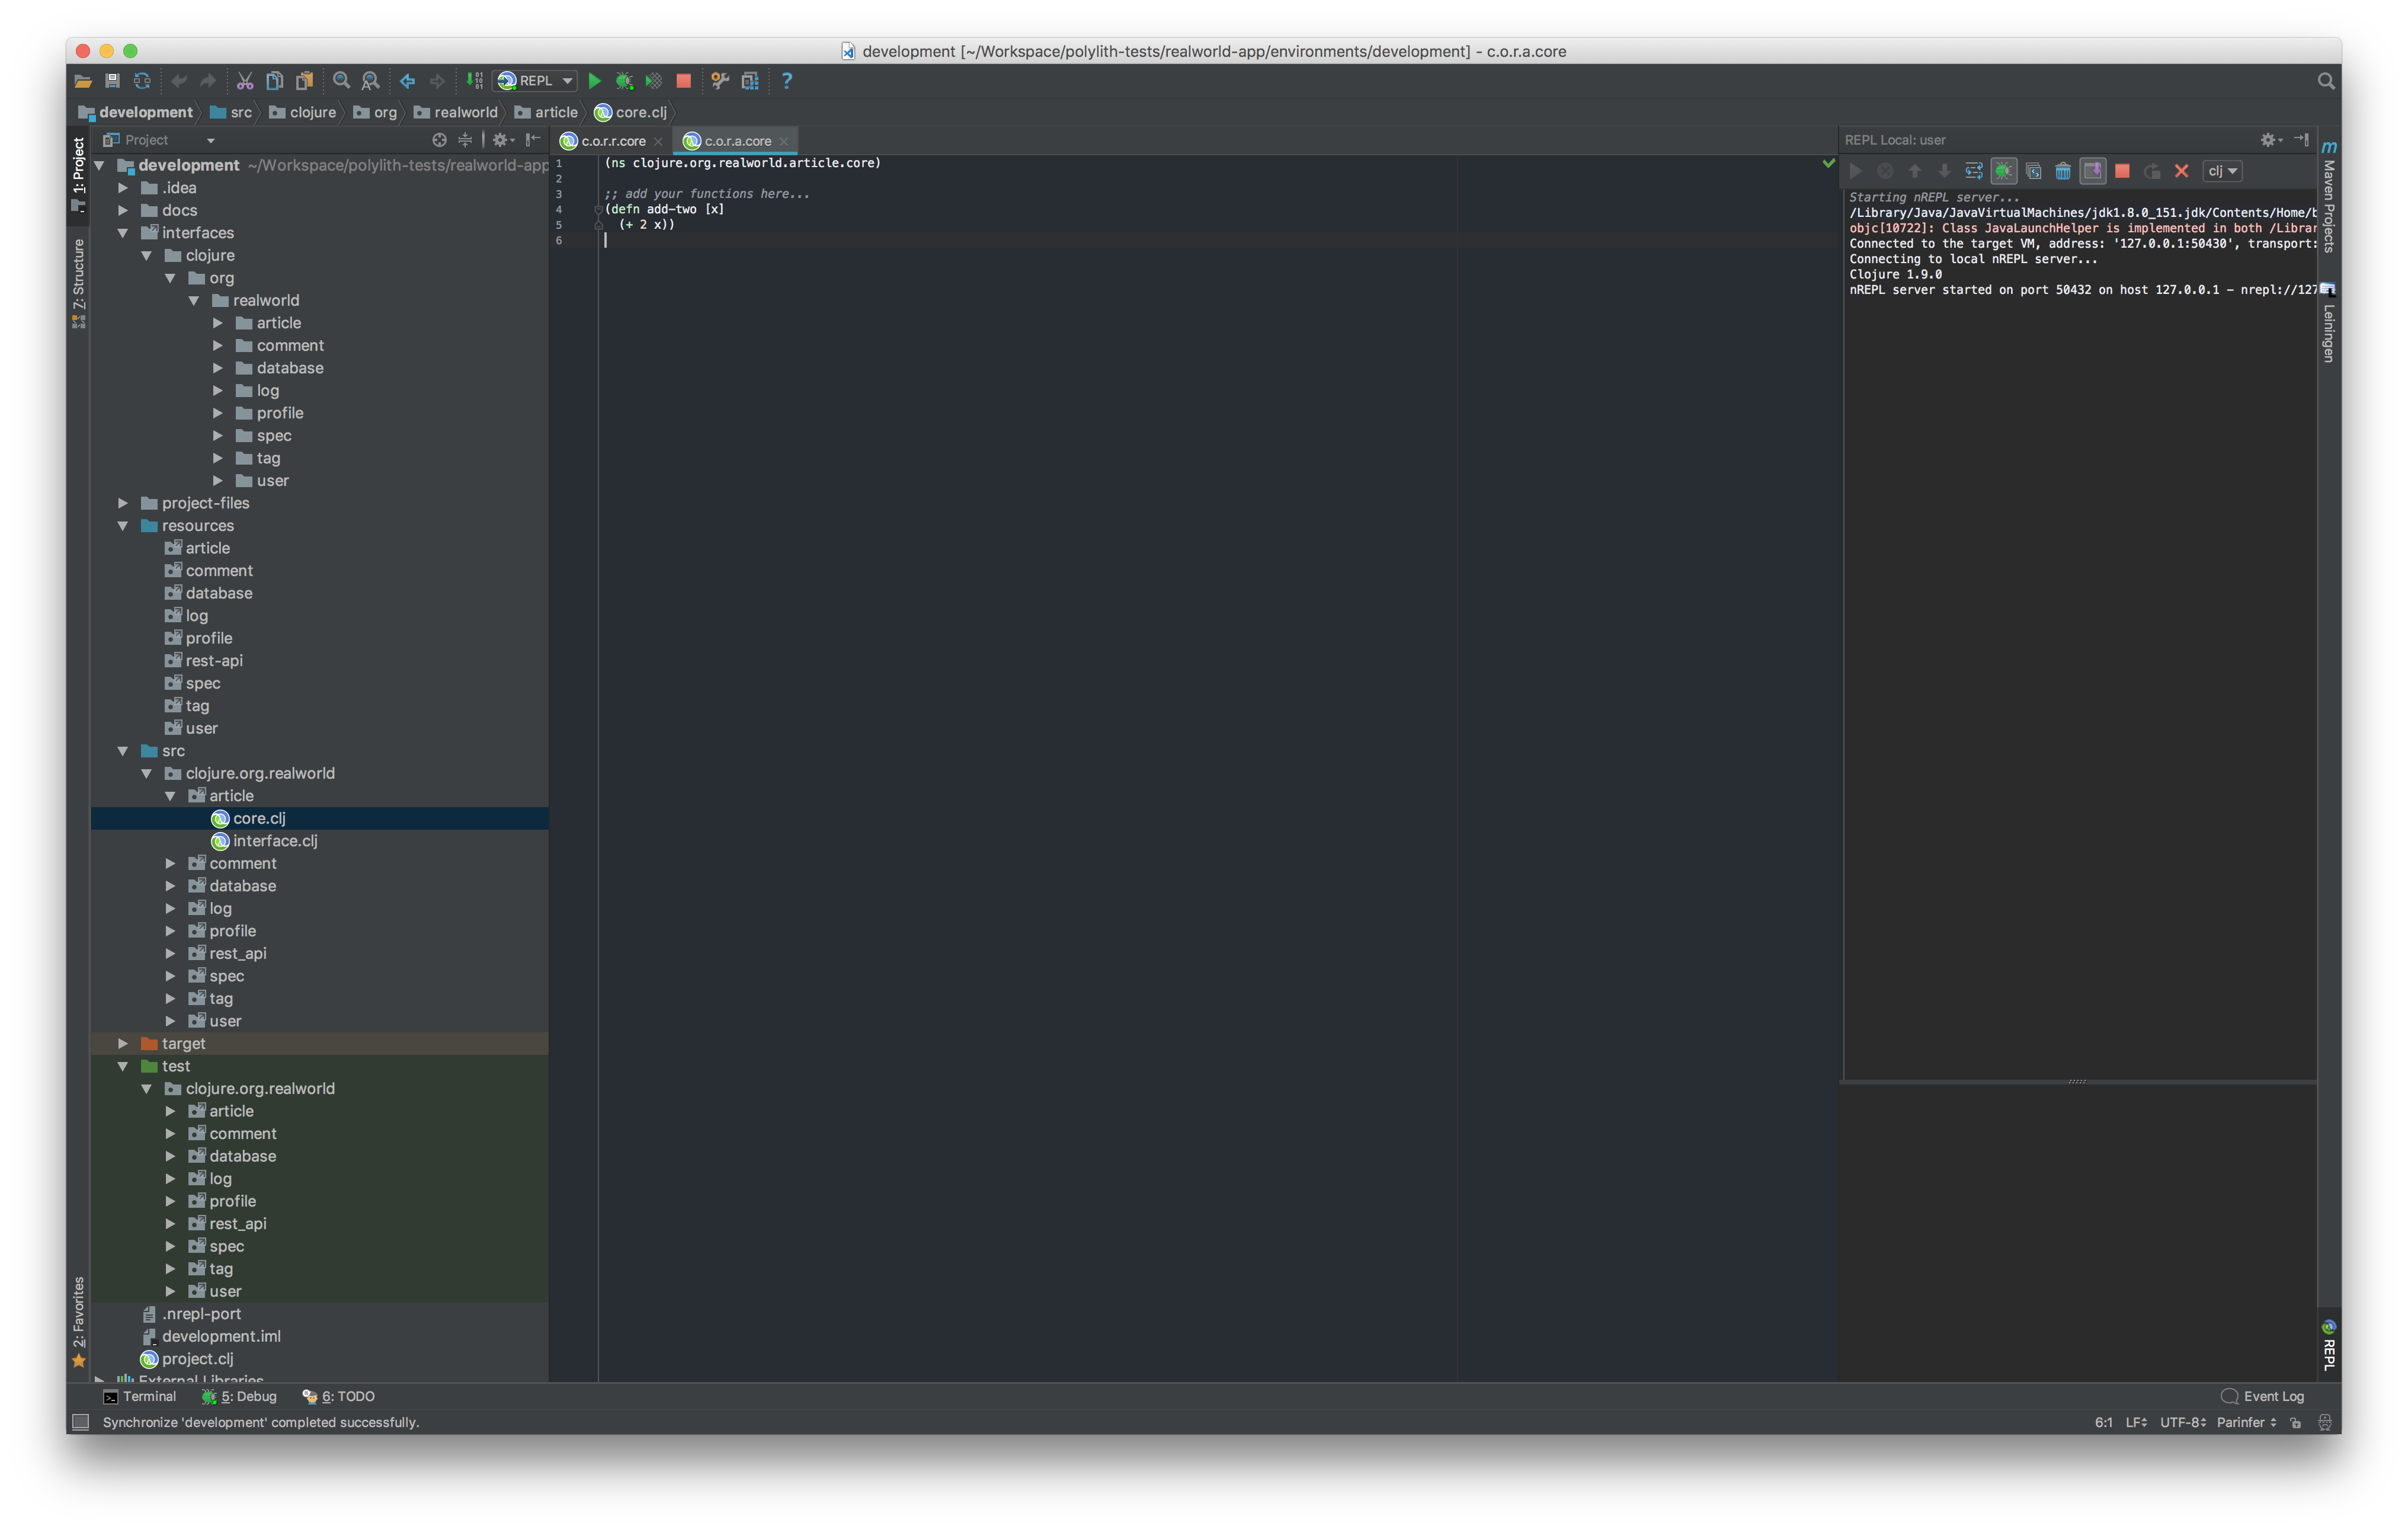 development [~/Workspace/polylith-tests/realworld-app/environments/development] - c.o.r.a.core
REPL
development src clojure org realworld article core.clj
1: Project
7: Structure
2: Favorites
Project
development ~/Workspace/polylith-tests/realworld-app
.idea
docs
interfaces
clojure
org
realworld
article
comment
database
log
profile
spec
tag
user
project-files
resources
article
comment
database
log
profile
rest-api
spec
tag
user
src
clojure.org.realworld
article
core.clj
interface.clj
comment
database
log
profile
rest_api
spec
tag
user
target
test
clojure.org.realworld
article
comment
database
log
profile
rest_api
spec
tag
user
.nrepl-port
development.iml
project.clj
External Libraries
c.o.r.r.core c.o.r.a.core
1 (ns clojure.org.realworld.article.core)
2
3 ;; add your functions here...
4 (defn add-two [x]
5 (+ 2 x))
6
REPL Local: user
clj
Starting nREPL server...
/Library/Java/JavaVirtualMachines/jdk1.8.0_151.jdk/Contents/Home/b
objc[10722]: Class JavaLaunchHelper is implemented in both /Librar
Connected to the target VM, address: '127.0.0.1:50430', transport:
Connecting to local nREPL server...
Clojure 1.9.0
nREPL server started on port 50432 on host 127.0.0.1 - nrepl://127
m Maven Projects
Leiningen
REPL
Terminal 5: Debug 6: TODO Event Log
Synchronize 'development' completed successfully. 6:1 LF UTF-8 Parinfer